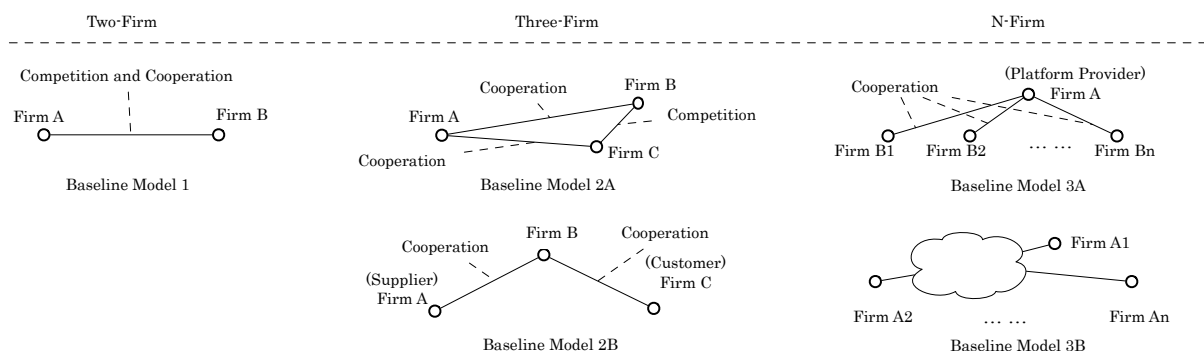 Two-Firm
Three-Firm
N-Firm
Competition and Cooperation
Firm A
Firm B
Baseline Model 1
Cooperation
Firm B
Firm A
Competition
Firm C
Cooperation
Baseline Model 2A
(Platform Provider)
Cooperation
Firm A
Firm B1
Firm B2
... ...
Firm Bn
Baseline Model 3A
Firm B
Cooperation
Cooperation
(Supplier)
Firm A
(Customer)
Firm C
Baseline Model 2B
Firm A1
Firm A2
... ...
Firm An
Baseline Model 3B